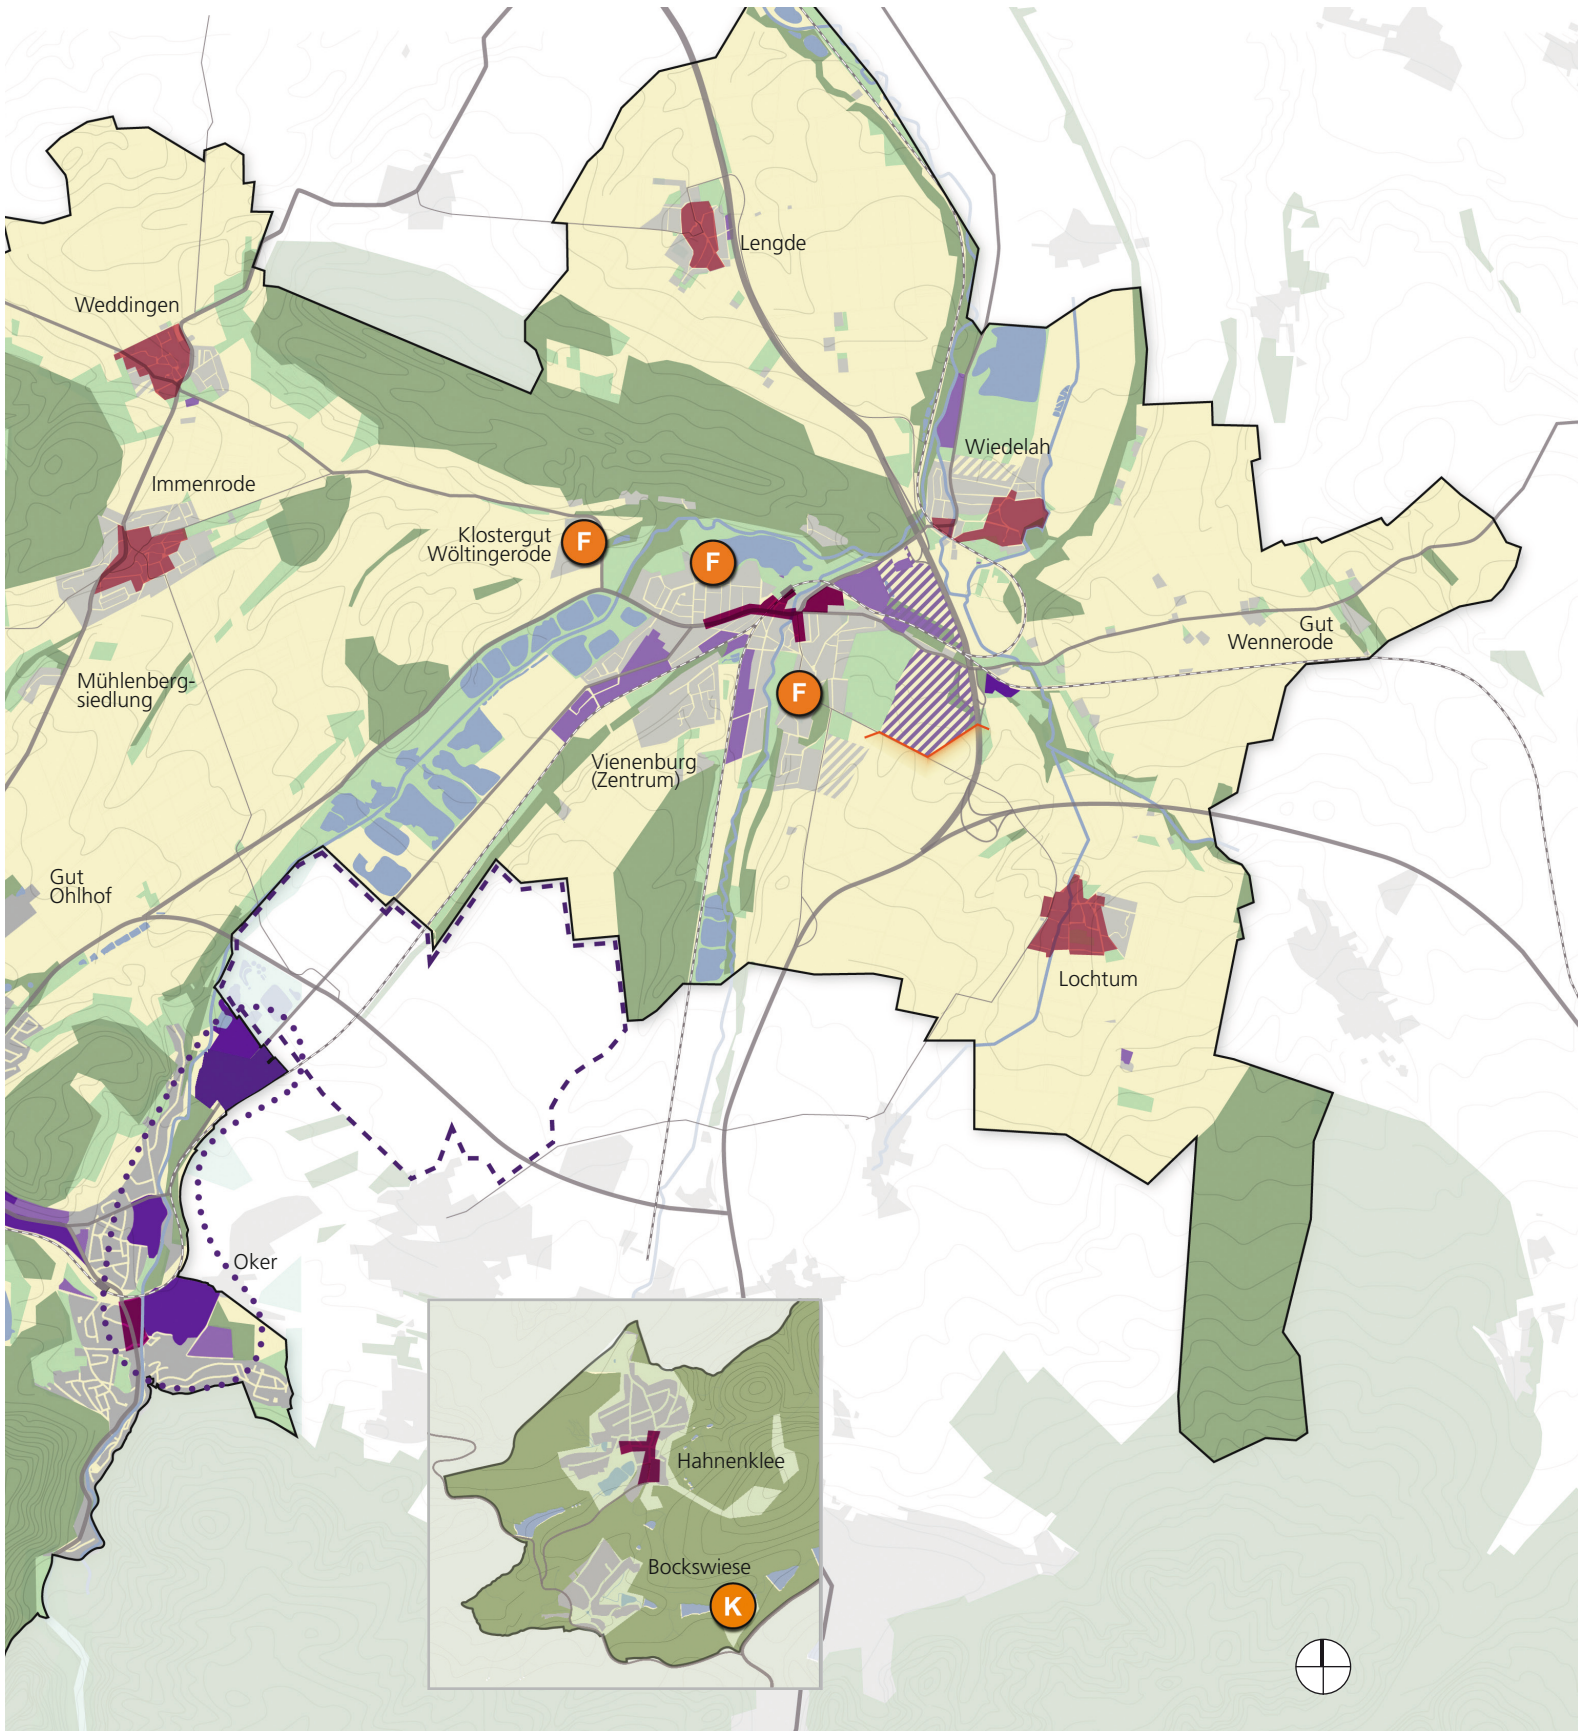 Lengde
Weddingen
Wiedelah
Immenrode
Klostergut
Wöltingerode
F
F
Gut
Wennerode
Mühlenberg-
siedlung
F
Vienenburg
(Zentrum)
Gut
Ohlhof
Lochtum
Oker
Hahnenklee
Bockswiese
K